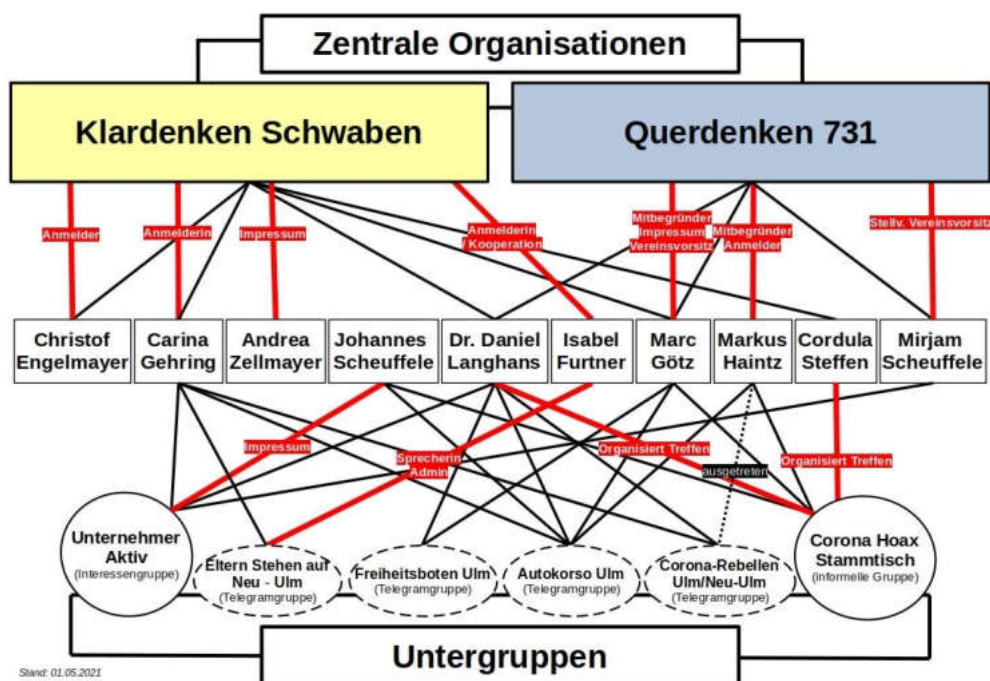 Zentrale Organisationen
Klardenken Schwaben
Querdenken 731
Anmelder
Anmelderin
Impressum
Anmelderin
/ Kooperation
Mitbegründer
Impressum
Vereinsvorsitz
Mitbegründer
Anmelder
Stellv. Vereinsvorsitz
Christof
Engelmayer
Carina
Gehring
Andrea
Zellmayer
Johannes
Scheuffele
Dr. Daniel
Langhans
Isabel
Furtner
Marc
Götz
Markus
Haintz
Cordula
Steffen
Mirjam
Scheuffele
Impressum
Sprecherin
Admin
Organisiert Treffen
ausgetreten
Organisiert Treffen
Unternehmer
Aktiv
(Interessengruppe)
Eltern Stehen auf
Neu - Ulm
(Telegramgruppe)
Freiheitsboten Ulm
(Telegramgruppe)
Autokorso Ulm
(Telegramgruppe)
Corona-Rebellen
Ulm/Neu-Ulm
(Telegramgruppe)
Corona Hoax
Stammtisch
(Informelle Gruppe)
Untergruppen
Stand: 01.05.2021